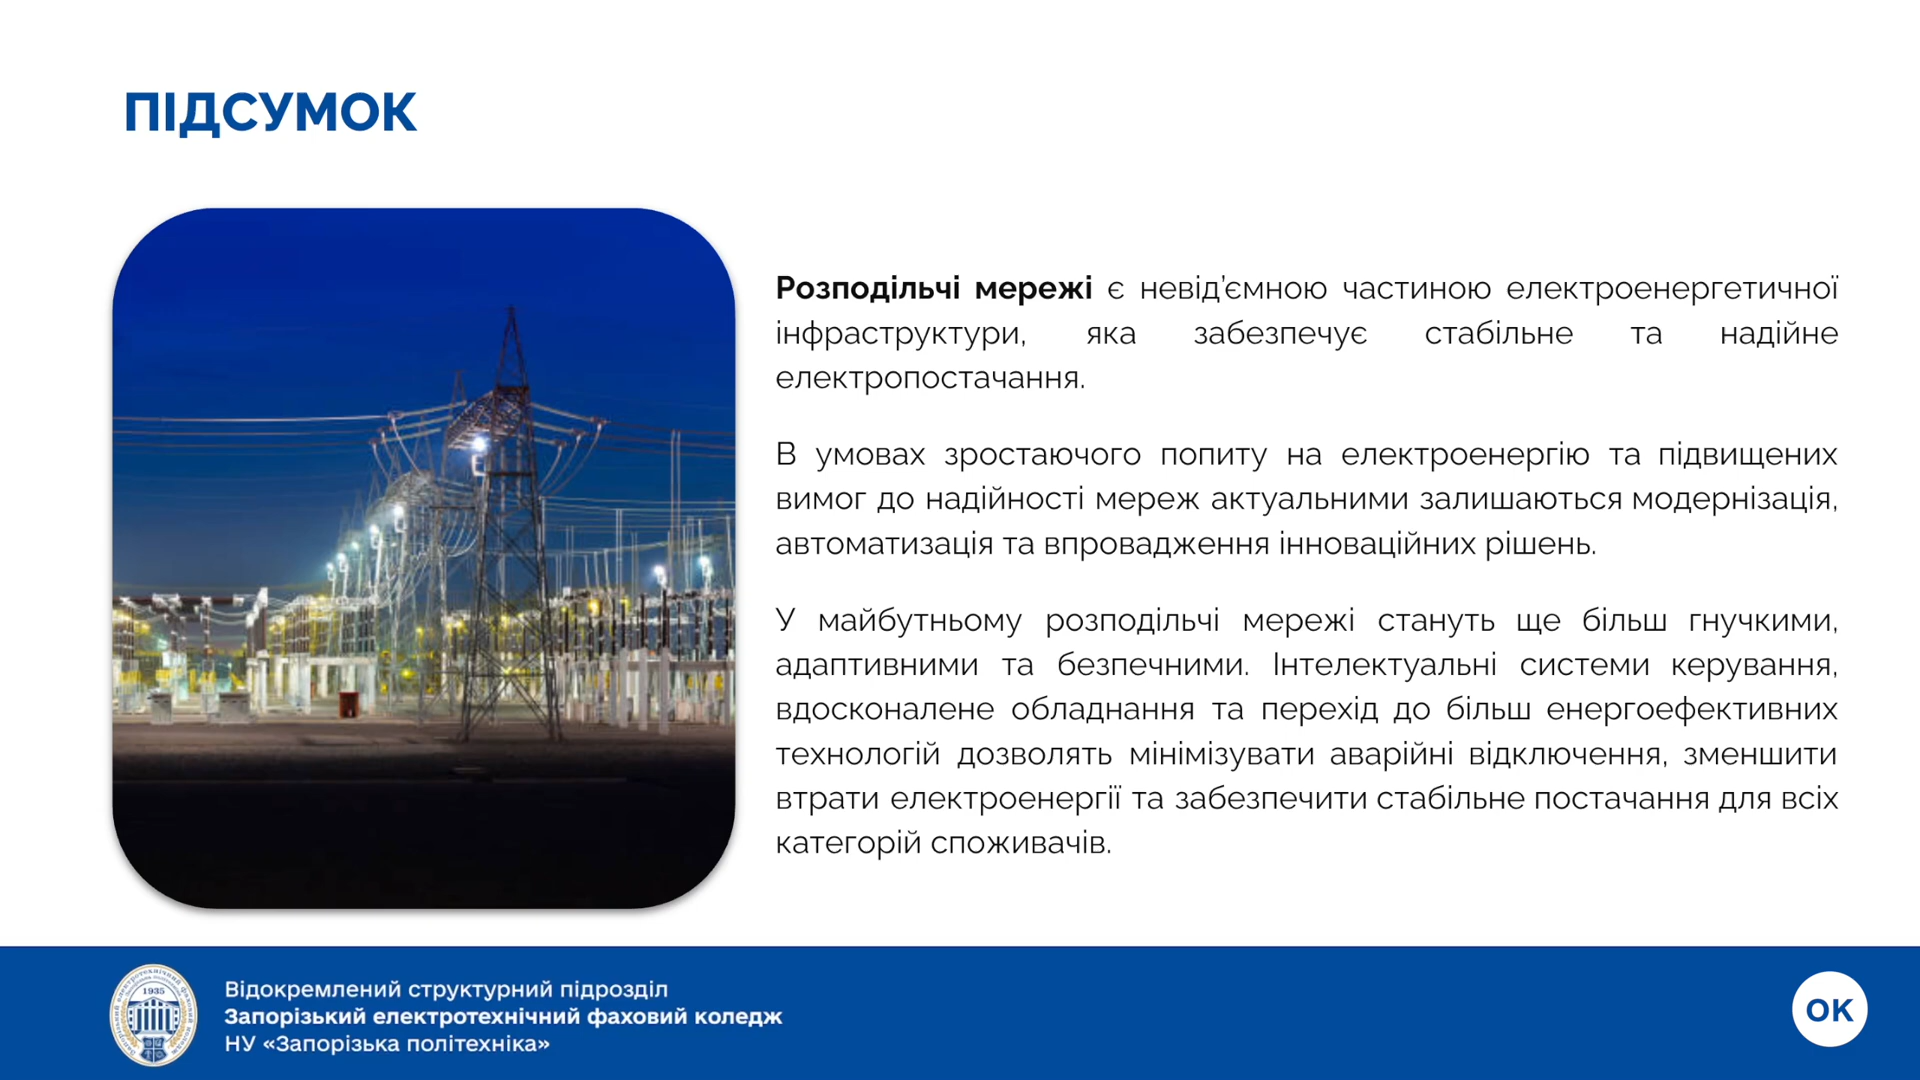 ПІДСУМОК
Розподільчі мережі є невід’ємною частиною електроенергетичної
інфраструктури, яка забезпечує стабільне та надійне
електропостачання.
В умовах зростаючого попиту на електроенергію та підвищених
вимог до надійності мереж актуальними залишаються модернізація,
автоматизація та впровадження інноваційних рішень.
У майбутньому розподільчі мережі стануть ще більш гнучкими,
адаптивними та безпечними. Інтелектуальні системи керування,
вдосконалене обладнання та перехід до більш енергоефективних
технологій дозволять мінімізувати аварійні відключення, зменшити
втрати електроенергії та забезпечити стабільне постачання для всіх
категорій споживачів.
1935
Відокремлений структурний підрозділ
Запорізький електротехнічний фаховий коледж
НУ «Запорізька політехніка»
ОК